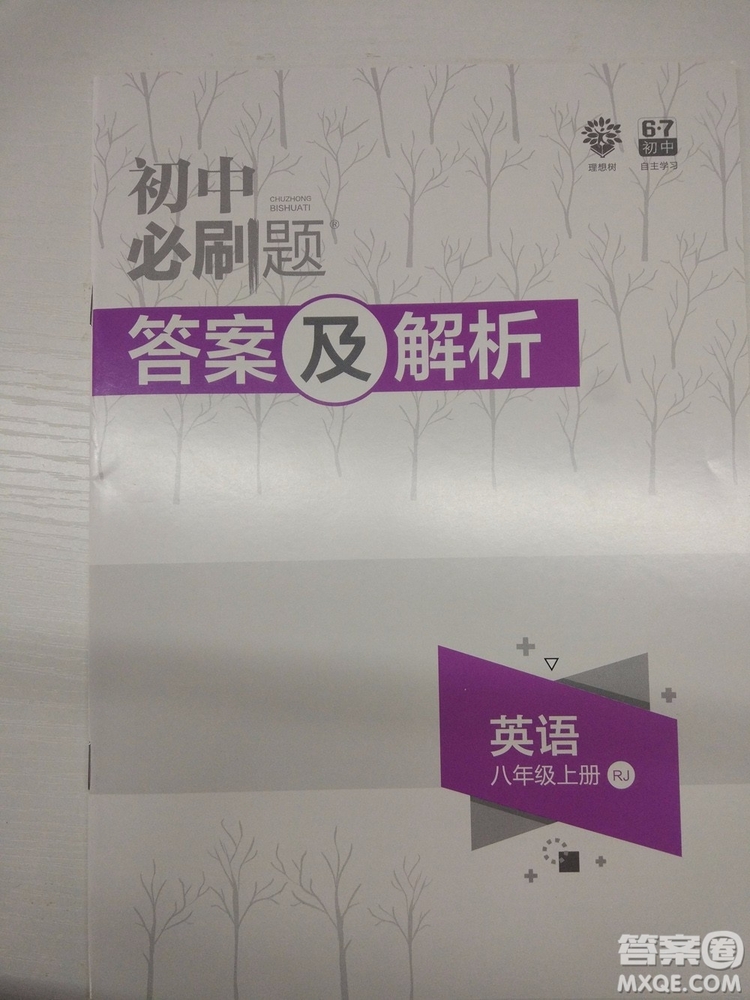 6·7
初中
理想树
自主学习
初中
CHUZHONG
BISHUATI
必刷题®
答案及解析
英语
八年级上册 RJ
答案圈
MXQE.COM